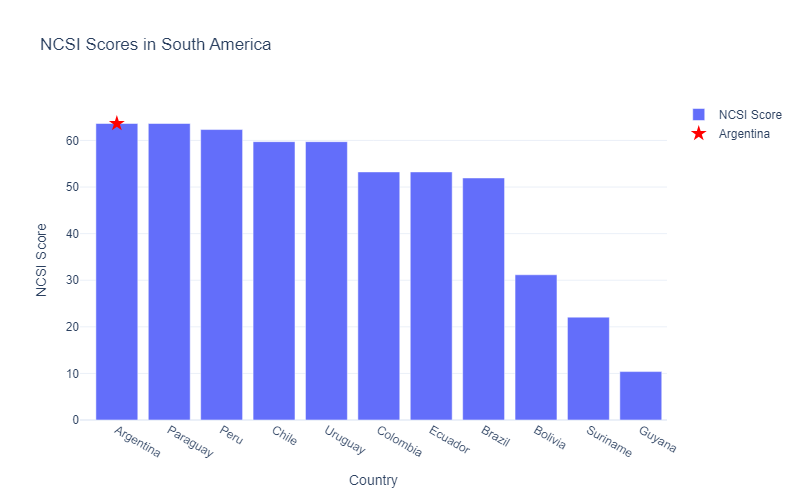 NCSI Scores in South America
NCSI Score
Argentina
60
50
40
30
20
10
0
NCSI Score
Argentina
Paraguay
Peru
Chile
Uruguay
Colombia
Ecuador
Brazil
Bolivia
Suriname
Guyana
Country